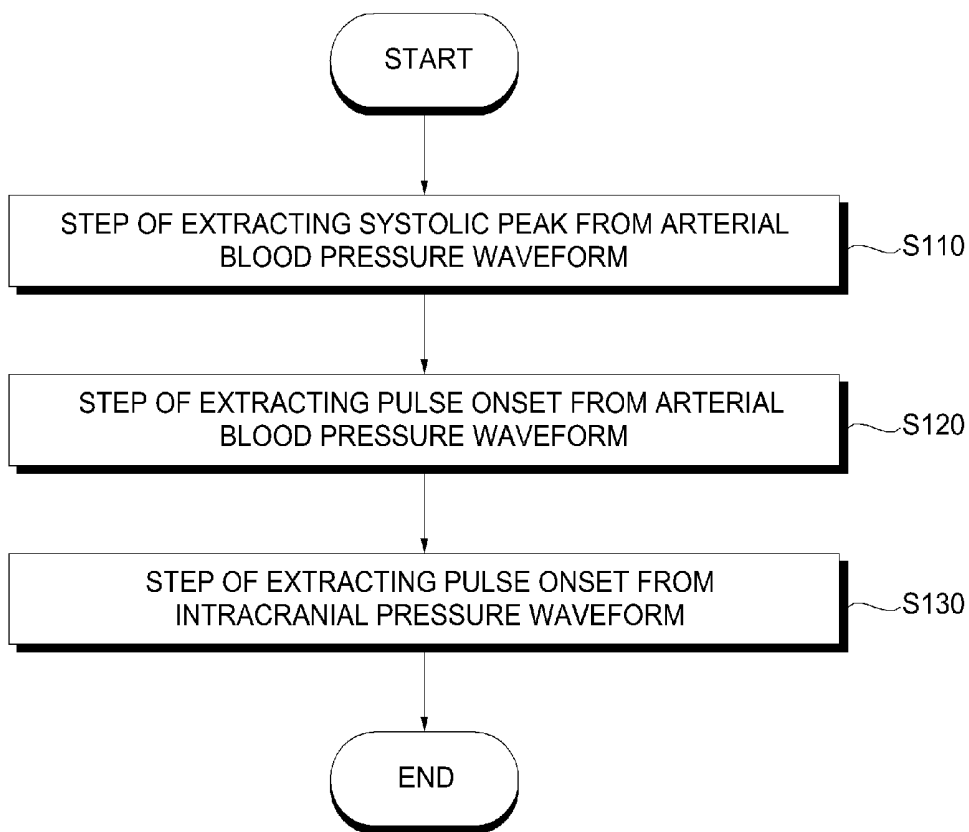 START
STEP OF EXTRACTING SYSTOLIC PEAK FROM ARTERIAL
BLOOD PRESSURE WAVEFORM
S110
STEP OF EXTRACTING PULSE ONSET FROM ARTERIAL
BLOOD PRESSURE WAVEFORM
S120
STEP OF EXTRACTING PULSE ONSET FROM
INTRACRANIAL PRESSURE WAVEFORM
S130
END